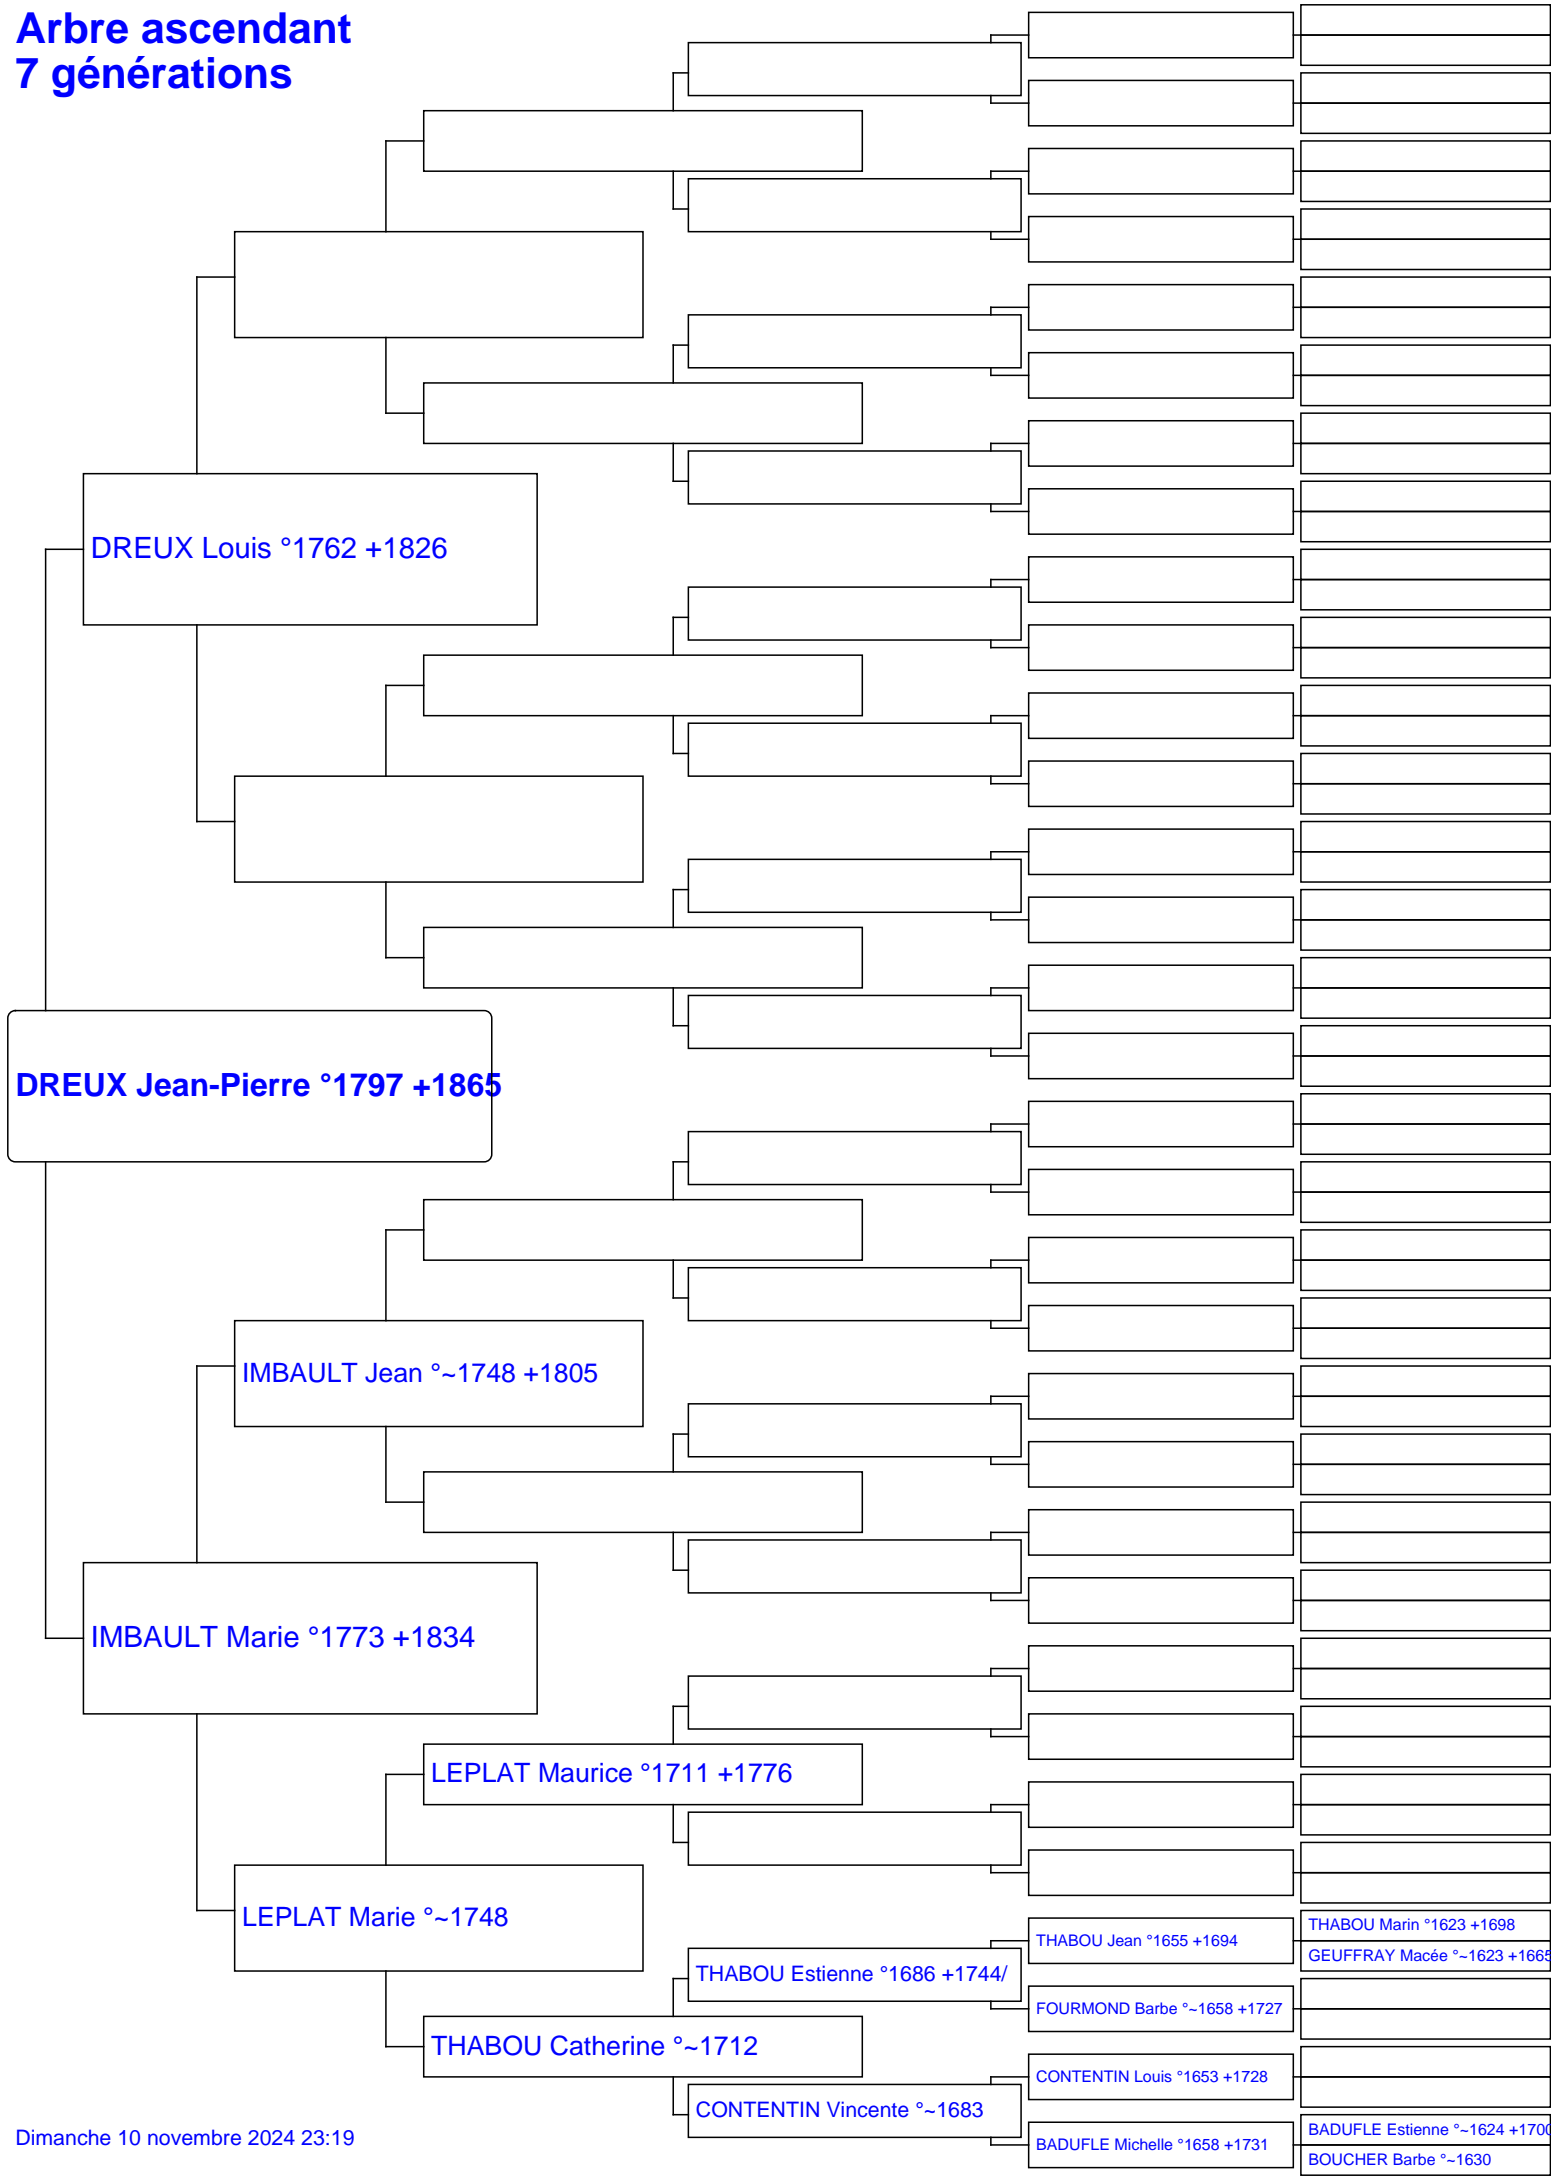 Arbre ascendant
7 générations
DREUX Louis °1762 +1826
DREUX Jean-Pierre °1797 +1865
IMBAULT Jean °~1748 +1805
IMBAULT Marie °1773 +1834
LEPLAT Maurice °1711 +1776
LEPLAT Marie °~1748
THABOU Marin °1623 +1698
THABOU Jean °1655 +1694
GEUFFRAY Macée °~1623 +1665
THABOU Estienne °1686 +1744/
FOURMOND Barbe °~1658 +1727
THABOU Catherine °~1712
CONTENTIN Louis °1653 +1728
CONTENTIN Vincente °~1683
BADUFLE Estienne °~1624 +1700
BADUFLE Michelle °1658 +1731
BOUCHER Barbe °~1630
Dimanche 10 novembre 2024 23:19